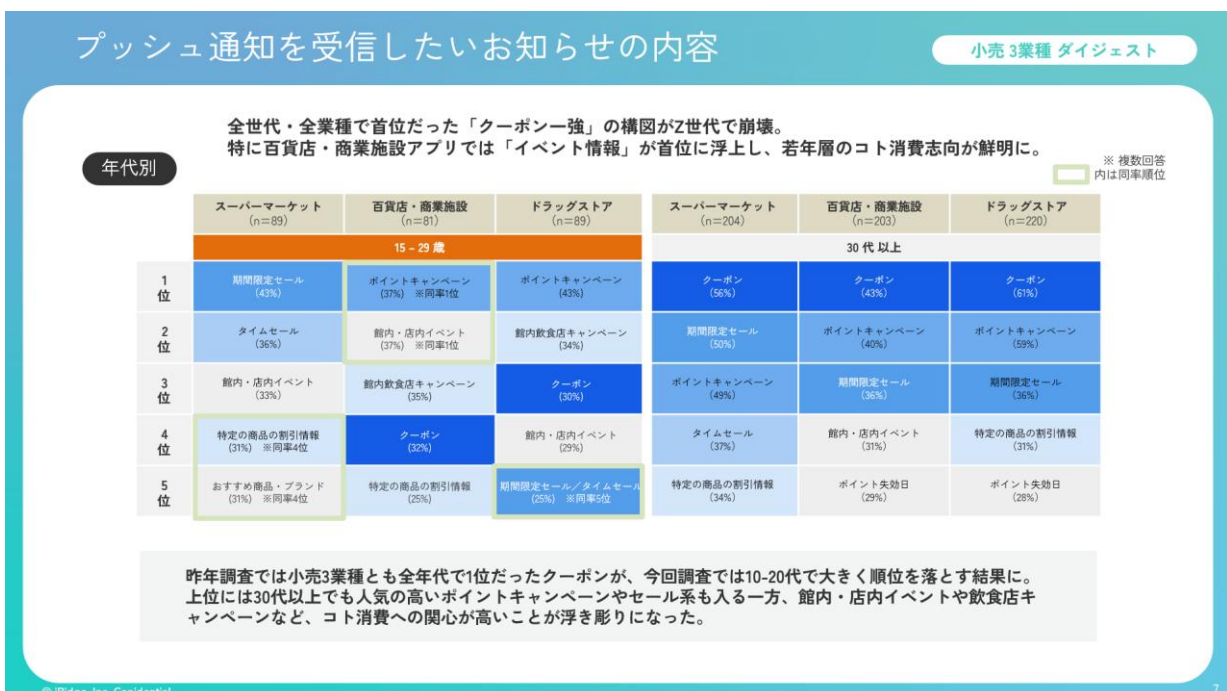 プッシュ通知を受信したいお知らせの内容
小売 3業種 ダイジェスト
全世代・全業種で首位だった「クーポン一強」の構図がZ世代で崩壊。
特に百貨店・商業施設アプリでは「イベント情報」が首位に浮上し、若年層のコト消費志向が鮮明に。
年代別
※ 複数回答
内は同率順位
スーパーマーケット
(n=89)
百貨店・商業施設
(n=81)
ドラッグストア
(n=89)
スーパーマーケット
(n=204)
百貨店・商業施設
(n=203)
ドラッグストア
(n=220)
15 – 29 歳
30 代 以上
1
位
期間限定セール
(43%)
ポイントキャンペーン
(37%) ※同率1位
ポイントキャンペーン
(43%)
クーポン
(56%)
クーポン
(43%)
クーポン
(61%)
2
位
タイムセール
(36%)
館内・店内イベント
(37%) ※同率1位
館内飲食店キャンペーン
(34%)
期間限定セール
(50%)
ポイントキャンペーン
(40%)
ポイントキャンペーン
(59%)
3
位
館内・店内イベント
(33%)
館内飲食店キャンペーン
(35%)
クーポン
(30%)
ポイントキャンペーン
(49%)
期間限定セール
(36%)
期間限定セール
(36%)
4
位
特定の商品の割引情報
(31%) ※同率4位
クーポン
(32%)
館内・店内イベント
(29%)
タイムセール
(37%)
館内・店内イベント
(31%)
特定の商品の割引情報
(31%)
5
位
おすすめ商品・ブランド
(31%) ※同率4位
特定の商品の割引情報
(25%)
期間限定セール/タイムセール
(25%) ※同率5位
特定の商品の割引情報
(34%)
ポイント失効日
(29%)
ポイント失効日
(28%)
昨年調査では小売3業種とも全年代で1位だったクーポンが、今回調査では10-20代で大きく順位を落とす結果に。
上位には30代以上でも人気の高いポイントキャンペーンやセール系も入る一方、館内・店内イベントや飲食店キ
ャンペーンなど、コト消費への関心が高いことが浮き彫りになった。